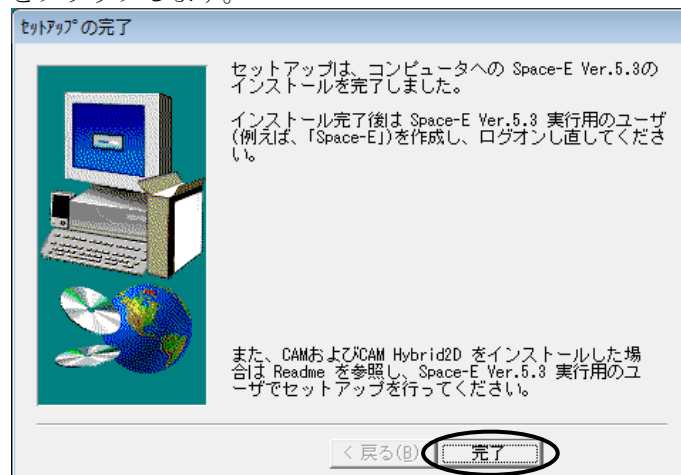 ｾｯﾄｱｯﾌﾟの完了
セットアップは、コンピュータへの Space-E Ver.5.3の
インストールを完了しました。
インストール完了後は Space-E Ver.5.3 実行用のユーザ
(例えば、「Space-E」)を作成し、ログオンし直してくださ
い。
また、CAMおよびCAM Hybrid2D をインストールした場
合は Readme を参照し、Space-E Ver.5.3 実行用のユ
ーザでセットアップを行ってください。
< 戻る(B)
完了